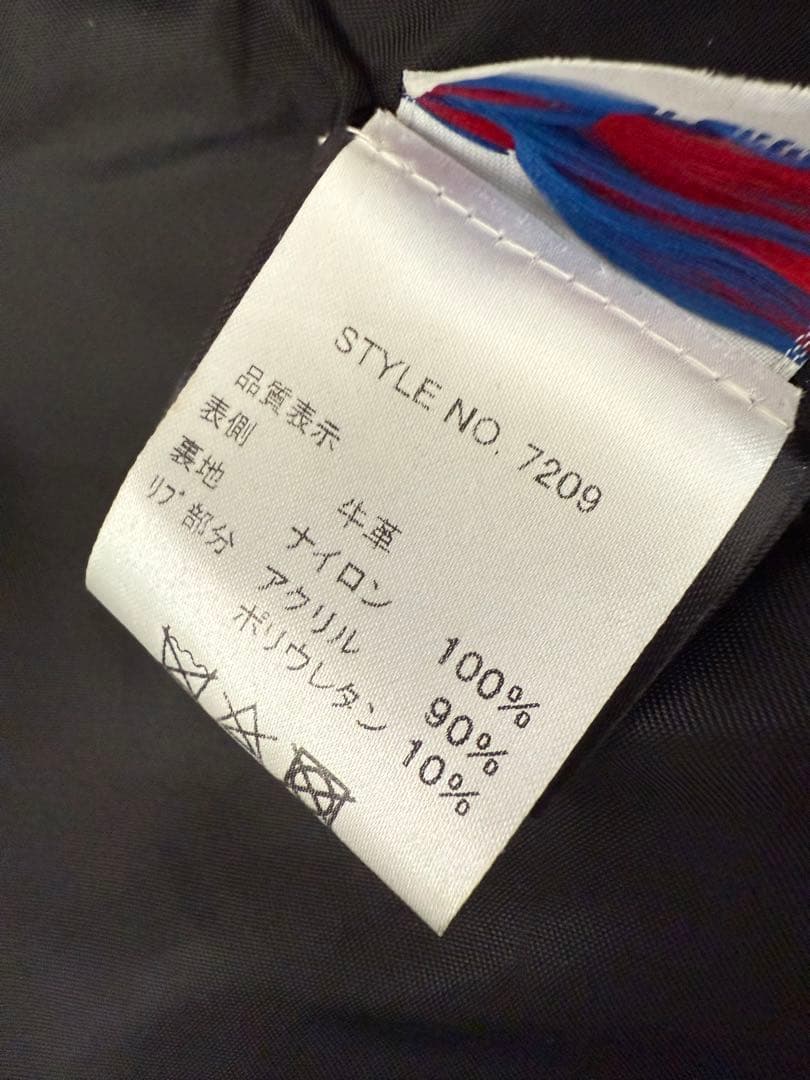 STYLE NO. 7209
品質表示
表側 牛革
裏地 ナイロン 100%
リブ部分 アクリル 90%
ポリウレタン 10%